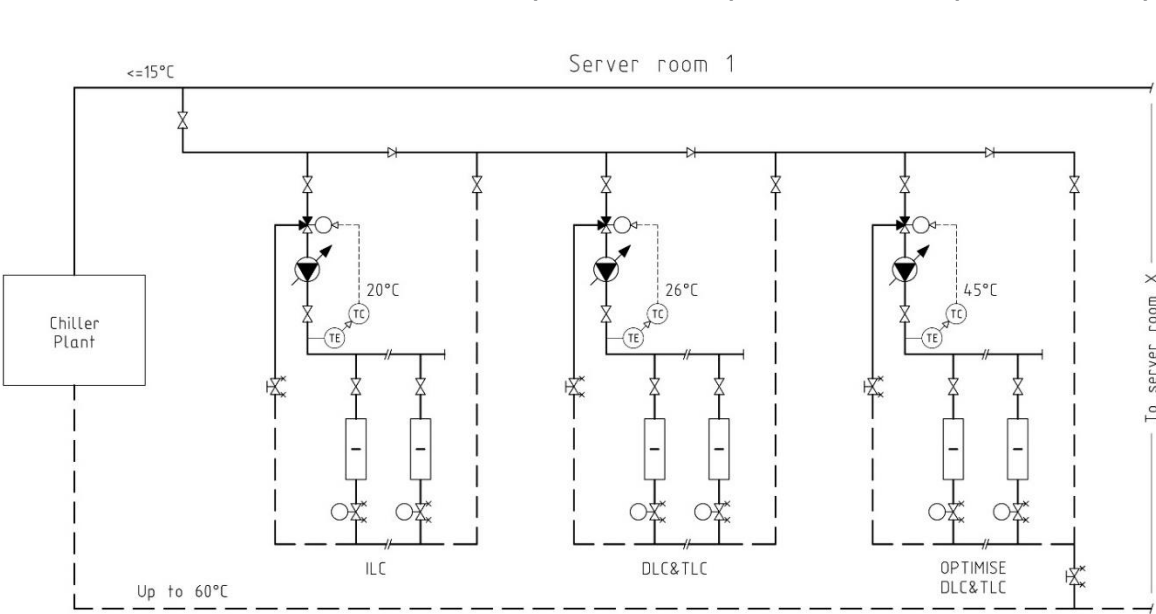 Server room 1
<=15°C
20°C
TC
TE
26°C
TC
TE
45°C
TC
TE
Chiller
Plant
To server room X
ILC
DLC&TLC
OPTIMISE
DLC&TLC
Up to 60°C